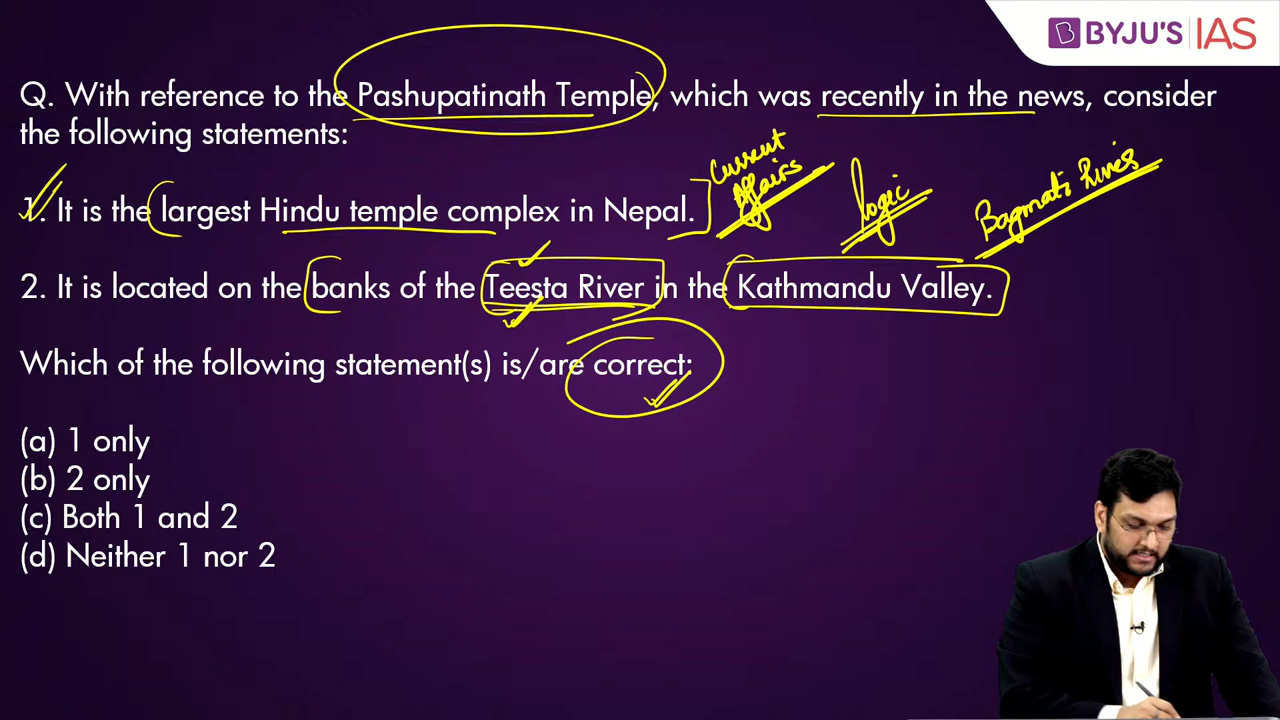 BYJU'S IAS
Q. With reference to the Pashupatinath Temple, which was recently in the news, consider
the following statements:
1. It is the largest Hindu temple complex in Nepal.
Current
Affairs
logic
Bagmati River
2. It is located on the banks of the Teesta River in the Kathmandu Valley.
Which of the following statement(s) is/are correct:
(a) 1 only
(b) 2 only
(c) Both 1 and 2
(d) Neither 1 nor 2